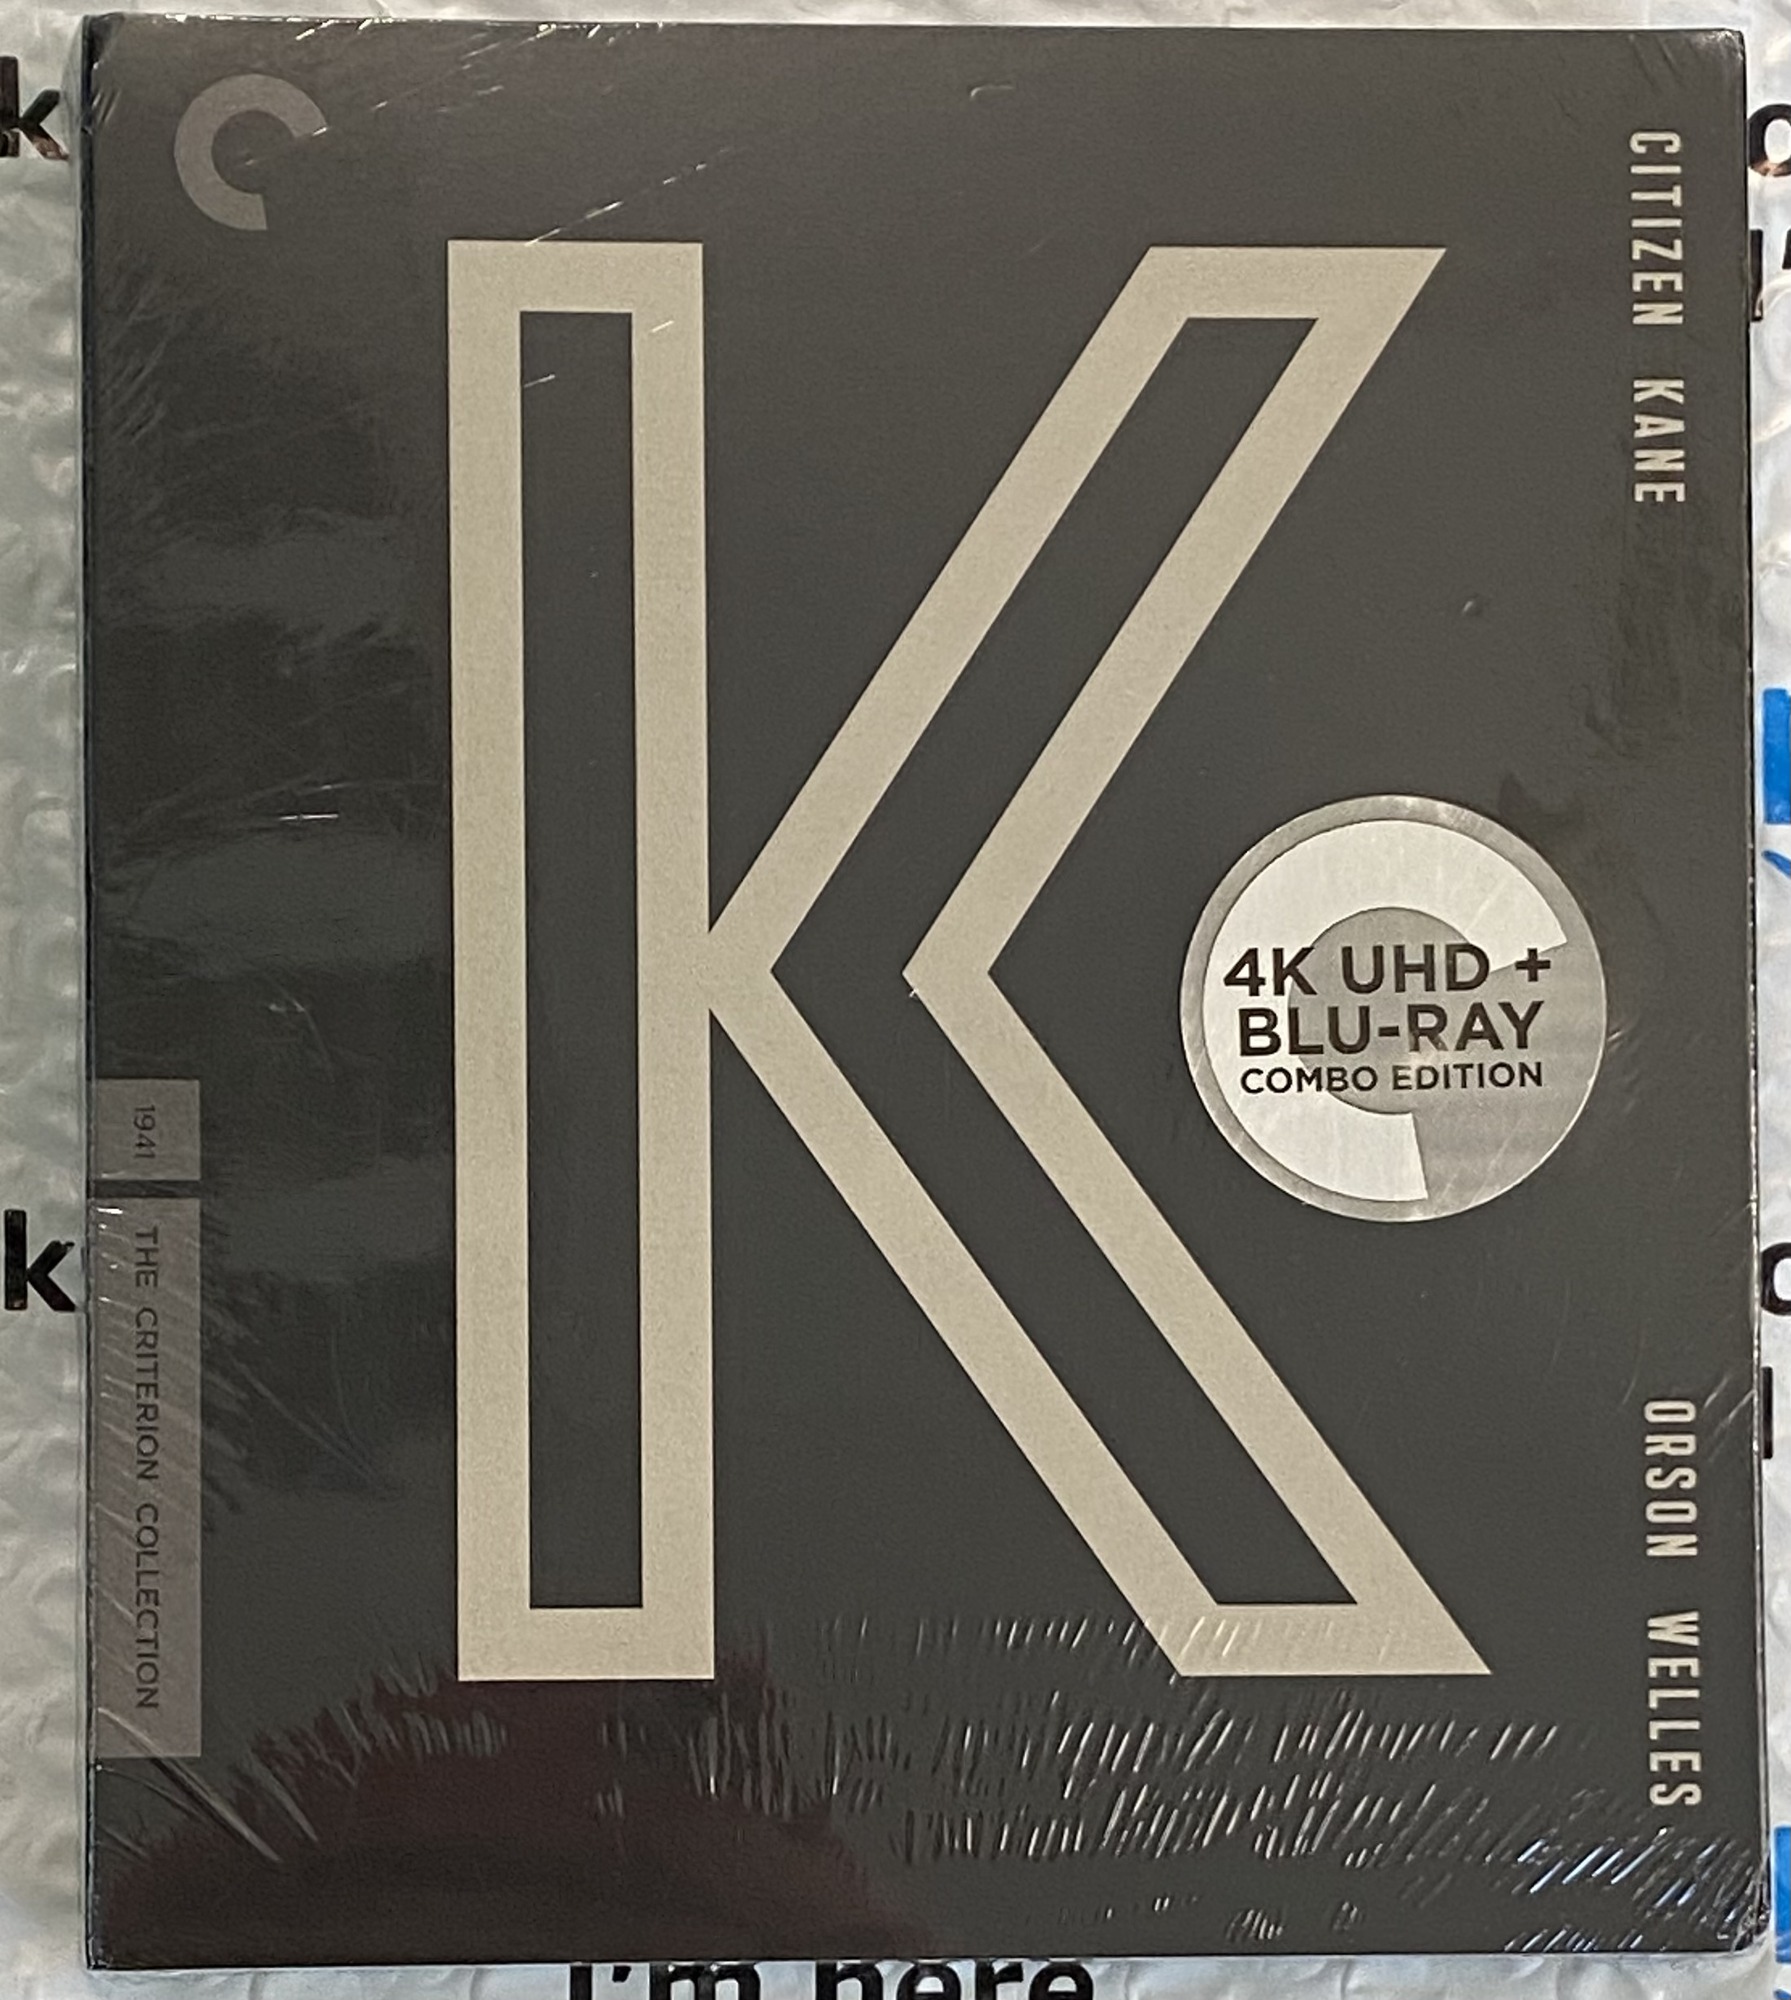 CITIZEN KANE
K
4K UHD +
BLU-RAY
COMBO EDITION
1941
THE CRITERION COLLECTION
ORSON WELLES
k
k
I'm here